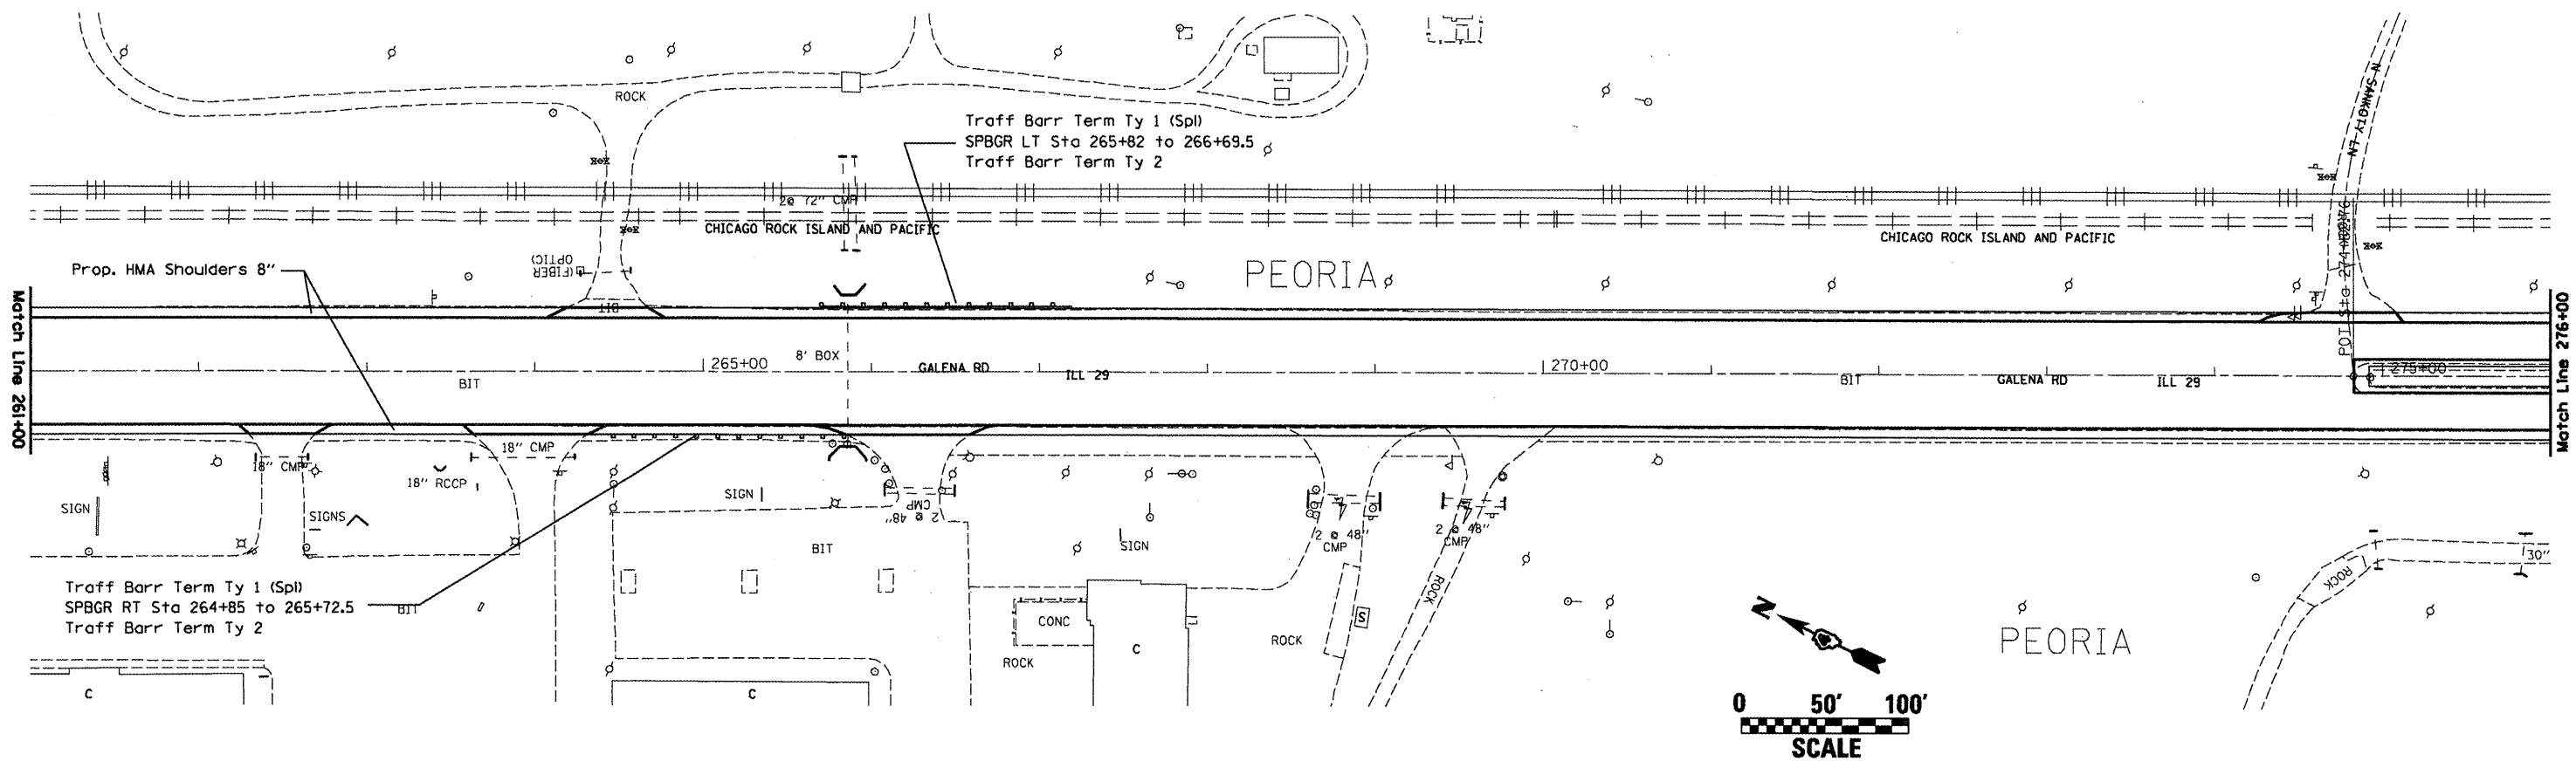 ROCK
Traff Barr Term Ty 1 (Spl)
SPBGR LT Sta 265+82 to 266+69.5
Traff Barr Term Ty 2
N SANKOTY LN
2@ 72" CMP
CHICAGO ROCK ISLAND AND PACIFIC
CHICAGO ROCK ISLAND AND PACIFIC
Prop. HMA Shoulders 8"
(FIBER
OPTIC)
PEORIA
BIT
Match Line 261+00
Match Line 276+00
265+00
8' BOX
GALENA RD
ILL 29
270+00
BIT
BIT
GALENA RD
ILL 29
275+00
18" CMP
18" CMP
18" RCCP
SIGN
SIGNS
SIGN
2 @ 48"
CMP
SIGN
2 @ 48"
CMP
2 @ 48"
CMP
BIT
ROCK
ROCK
30"
Traff Barr Term Ty 1 (Spl)
SPBGR RT Sta 264+85 to 265+72.5
Traff Barr Term Ty 2
BIT
CONC
S
ROCK
ROCK
C
C
C
PEORIA
N
0 50' 100'
SCALE